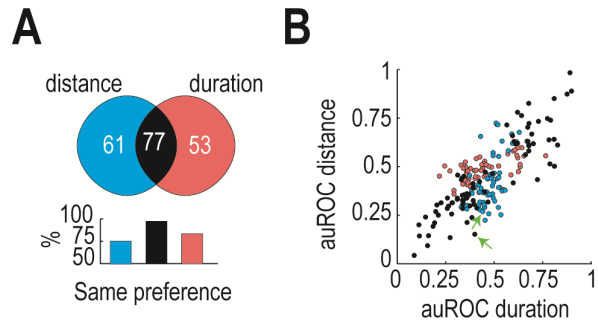 A
distance duration
61 77 53
100
75
50
%
Same preference
B
0.75
0.5
0.25
0
auROC distance
0 0.25 0.5 0.75 1
auROC duration